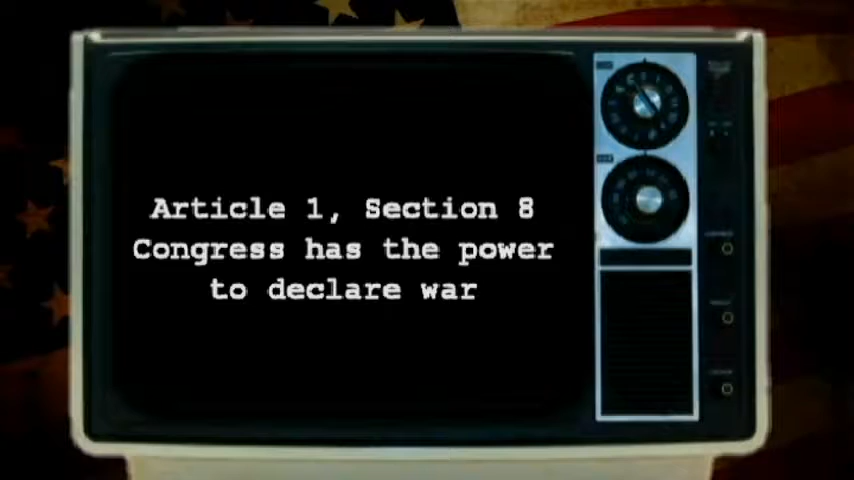 Article 1, Section 8
Congress has the power
to declare war